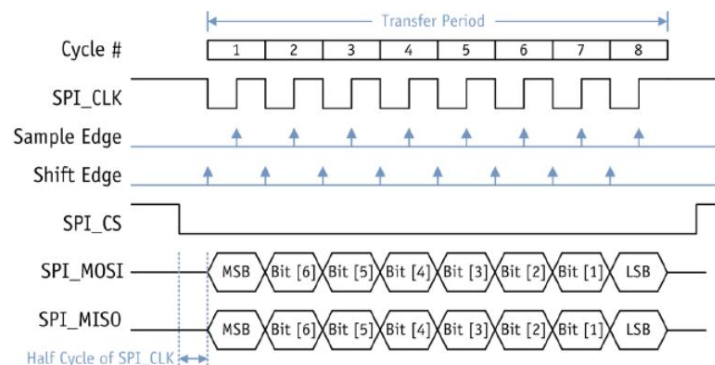 Transfer Period
Cycle # 1 2 3 4 5 6 7 8
SPI_CLK
Sample Edge
Shift Edge
SPI_CS
SPI_MOSI MSB Bit [6] Bit [5] Bit [4] Bit [3] Bit [2] Bit [1] LSB
SPI_MISO MSB Bit [6] Bit [5] Bit [4] Bit [3] Bit [2] Bit [1] LSB
Half Cycle of SPI_CLK